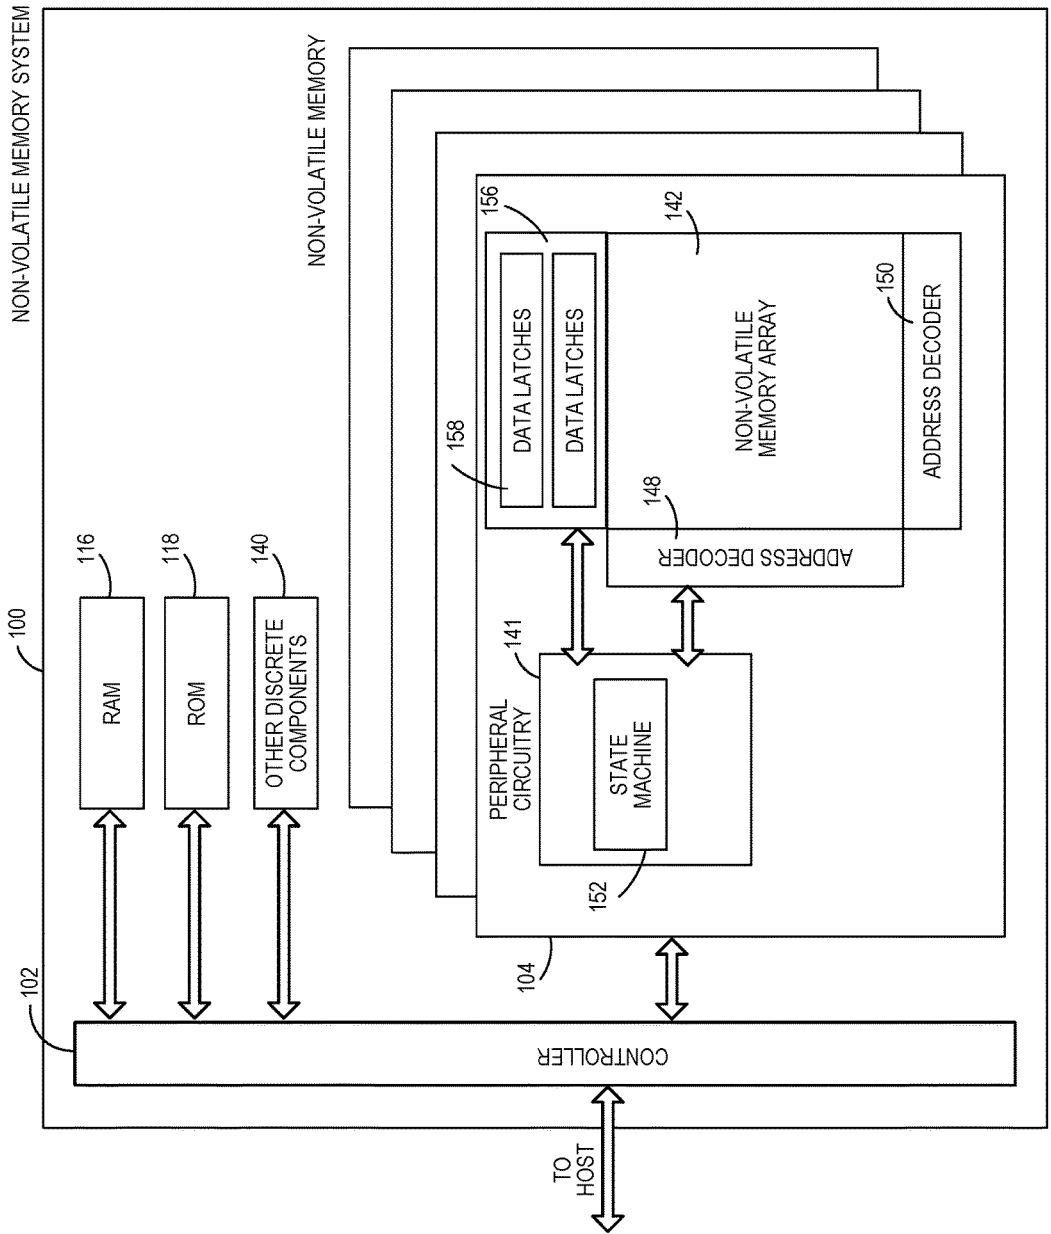 NON-VOLATILE MEMORY SYSTEM
100
102
TO
HOST
CONTROLLER
RAM
116
ROM
118
OTHER DISCRETE
COMPONENTS
140
NON-VOLATILE MEMORY
104
PERIPHERAL
CIRCUITRY
141
STATE
MACHINE
152
156
DATA LATCHES
158
DATA LATCHES
148
ADDRESS DECODER
142
NON-VOLATILE
MEMORY ARRAY
150
ADDRESS DECODER